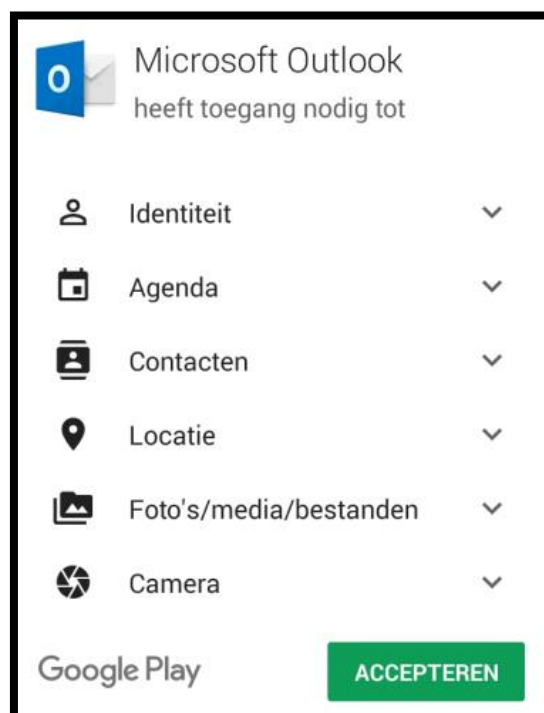 Microsoft Outlook
heeft toegang nodig tot
Identiteit
Agenda
Contacten
Locatie
Foto's/media/bestanden
Camera
Google Play
ACCEPTEREN